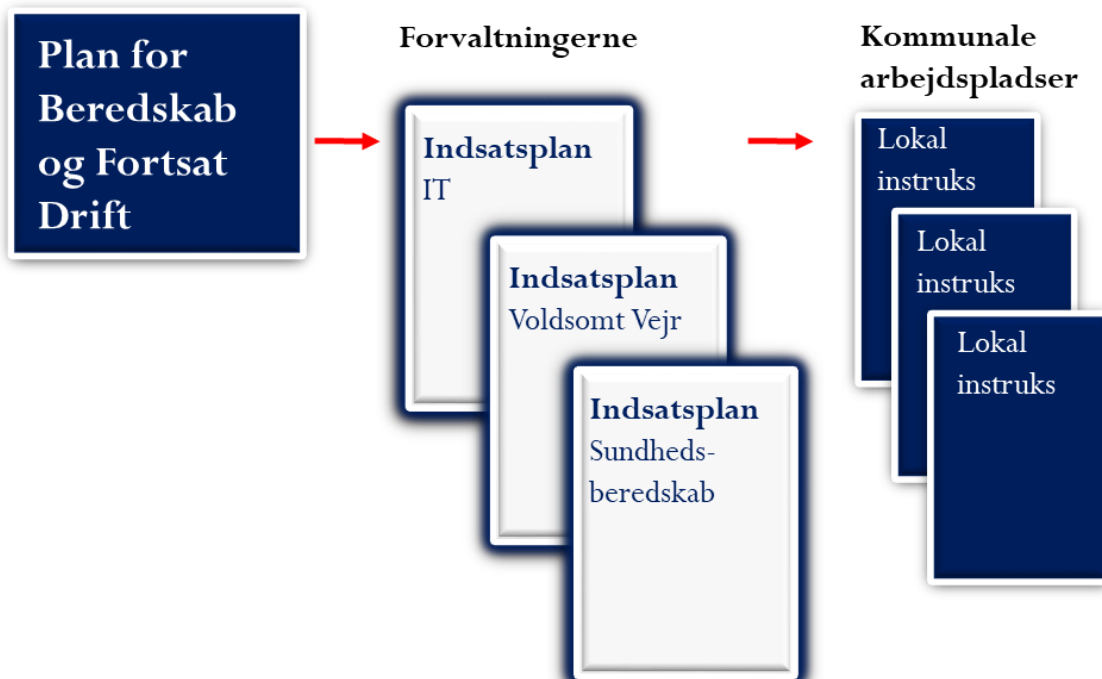 Plan for
Beredskab
og Fortsat
Drift
Forvaltningerne
Indsatsplan
IT
Indsatsplan
Voldsomt Vejr
Indsatsplan
Sundheds-
beredskab
Kommunale
arbejdspladser
Lokal
instruks
Lokal
instruks
Lokal
instruks